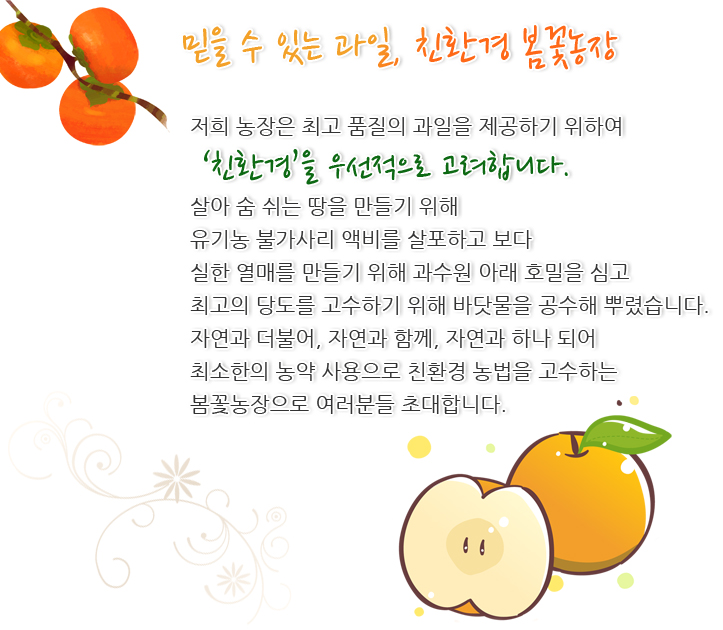 믿을 수 있는 과일, 친환경 봄꽃농장
저희 농장은 최고 품질의 과일을 제공하기 위하여
‘친환경’을 우선적으로 고려합니다.
살아 숨 쉬는 땅을 만들기 위해
유기농 불가사리 액비를 살포하고 보다
실한 열매를 만들기 위해 과수원 아래 호밀을 심고
최고의 당도를 고수하기 위해 바닷물을 공수해 뿌렸습니다.
자연과 더불어, 자연과 함께, 자연과 하나 되어
최소한의 농약 사용으로 친환경 농법을 고수하는
봄꽃농장으로 여러분들 초대합니다.